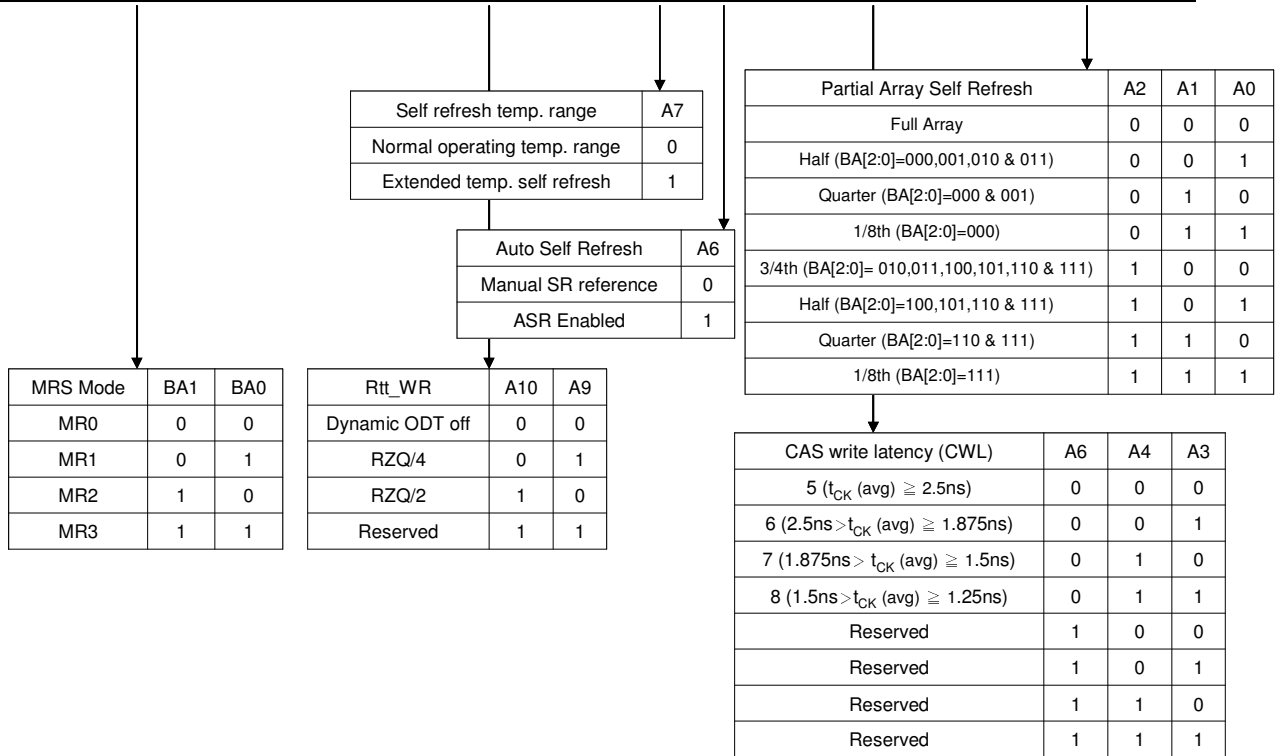 Self refresh temp. range A7
Normal operating temp. range 0
Extended temp. self refresh 1
Auto Self Refresh A6
Manual SR reference 0
ASR Enabled 1
Partial Array Self Refresh A2 A1 A0
Full Array 0 0 0
Half (BA[2:0]=000,001,010 & 011) 0 0 1
Quarter (BA[2:0]=000 & 001) 0 1 0
1/8th (BA[2:0]=000) 0 1 1
3/4th (BA[2:0]= 010,011,100,101,110 & 111) 1 0 0
Half (BA[2:0]=100,101,110 & 111) 1 0 1
Quarter (BA[2:0]=110 & 111) 1 1 0
1/8th (BA[2:0]=111) 1 1 1
MRS Mode BA1 BA0
MR0 0 0
MR1 0 1
MR2 1 0
MR3 1 1
Rtt_WR A10 A9
Dynamic ODT off 0 0
RZQ/4 0 1
RZQ/2 1 0
Reserved 1 1
CAS write latency (CWL) A6 A4 A3
5 (tCK (avg) ≧ 2.5ns) 0 0 0
6 (2.5ns>tCK (avg) ≧ 1.875ns) 0 0 1
7 (1.875ns> tCK (avg) ≧ 1.5ns) 0 1 0
8 (1.5ns>tCK (avg) ≧ 1.25ns) 0 1 1
Reserved 1 0 0
Reserved 1 0 1
Reserved 1 1 0
Reserved 1 1 1